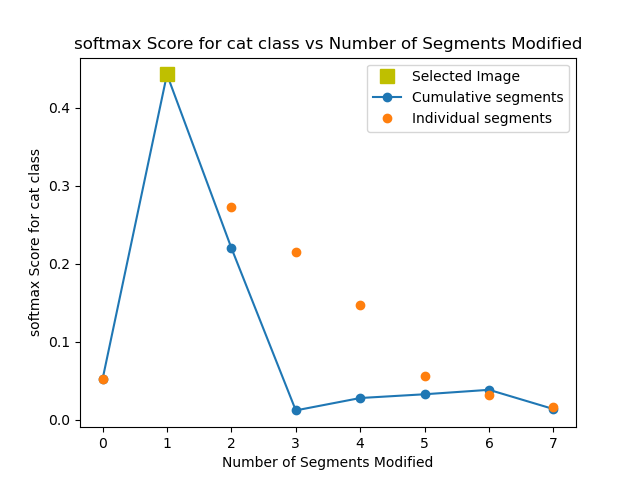 softmax Score for cat class vs Number of Segments Modified
Selected Image
Cumulative segments
Individual segments
softmax Score for cat class
0.4
0.3
0.2
0.1
0.0
0 1 2 3 4 5 6 7
Number of Segments Modified